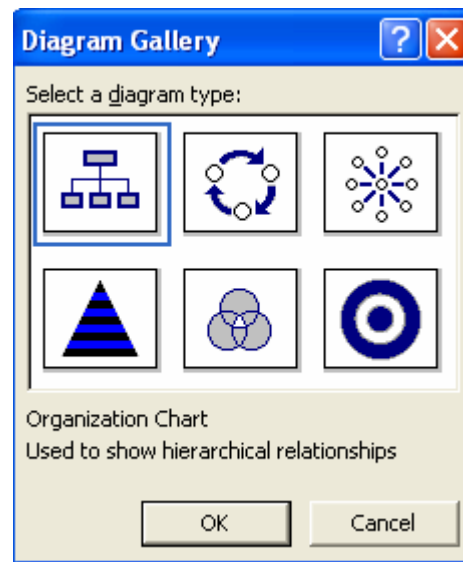 Diagram Gallery
?
Select a diagram type:
Organization Chart
Used to show hierarchical relationships
OK
Cancel